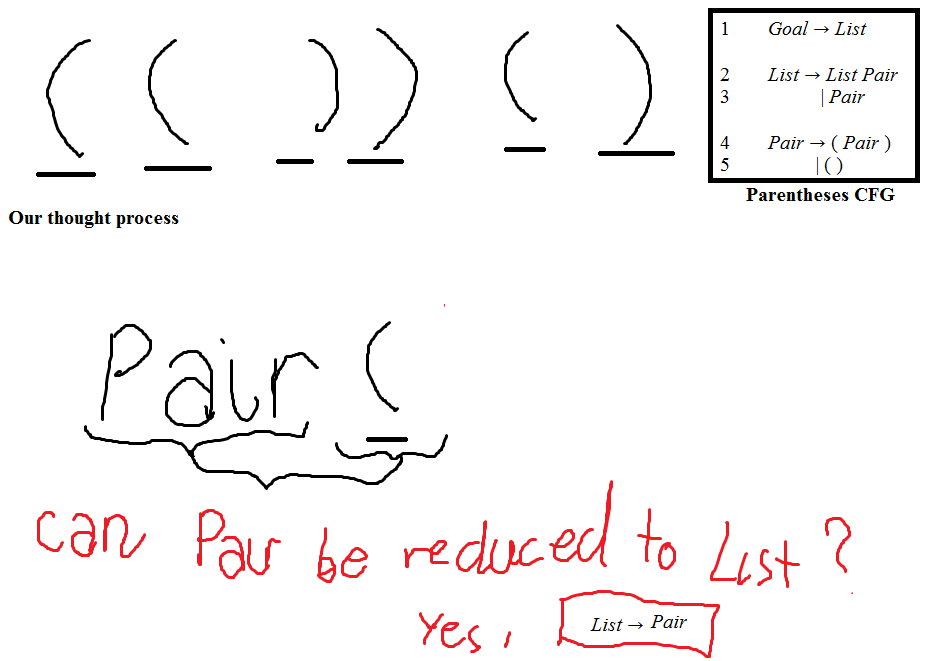 ( ( ) ) ( )
1 Goal → List
2 List → List Pair
3 | Pair
4 Pair → ( Pair )
5 | ( )
Parentheses CFG
Our thought process
Pair (
can Pair be reduced to List?
Yes,
List → Pair